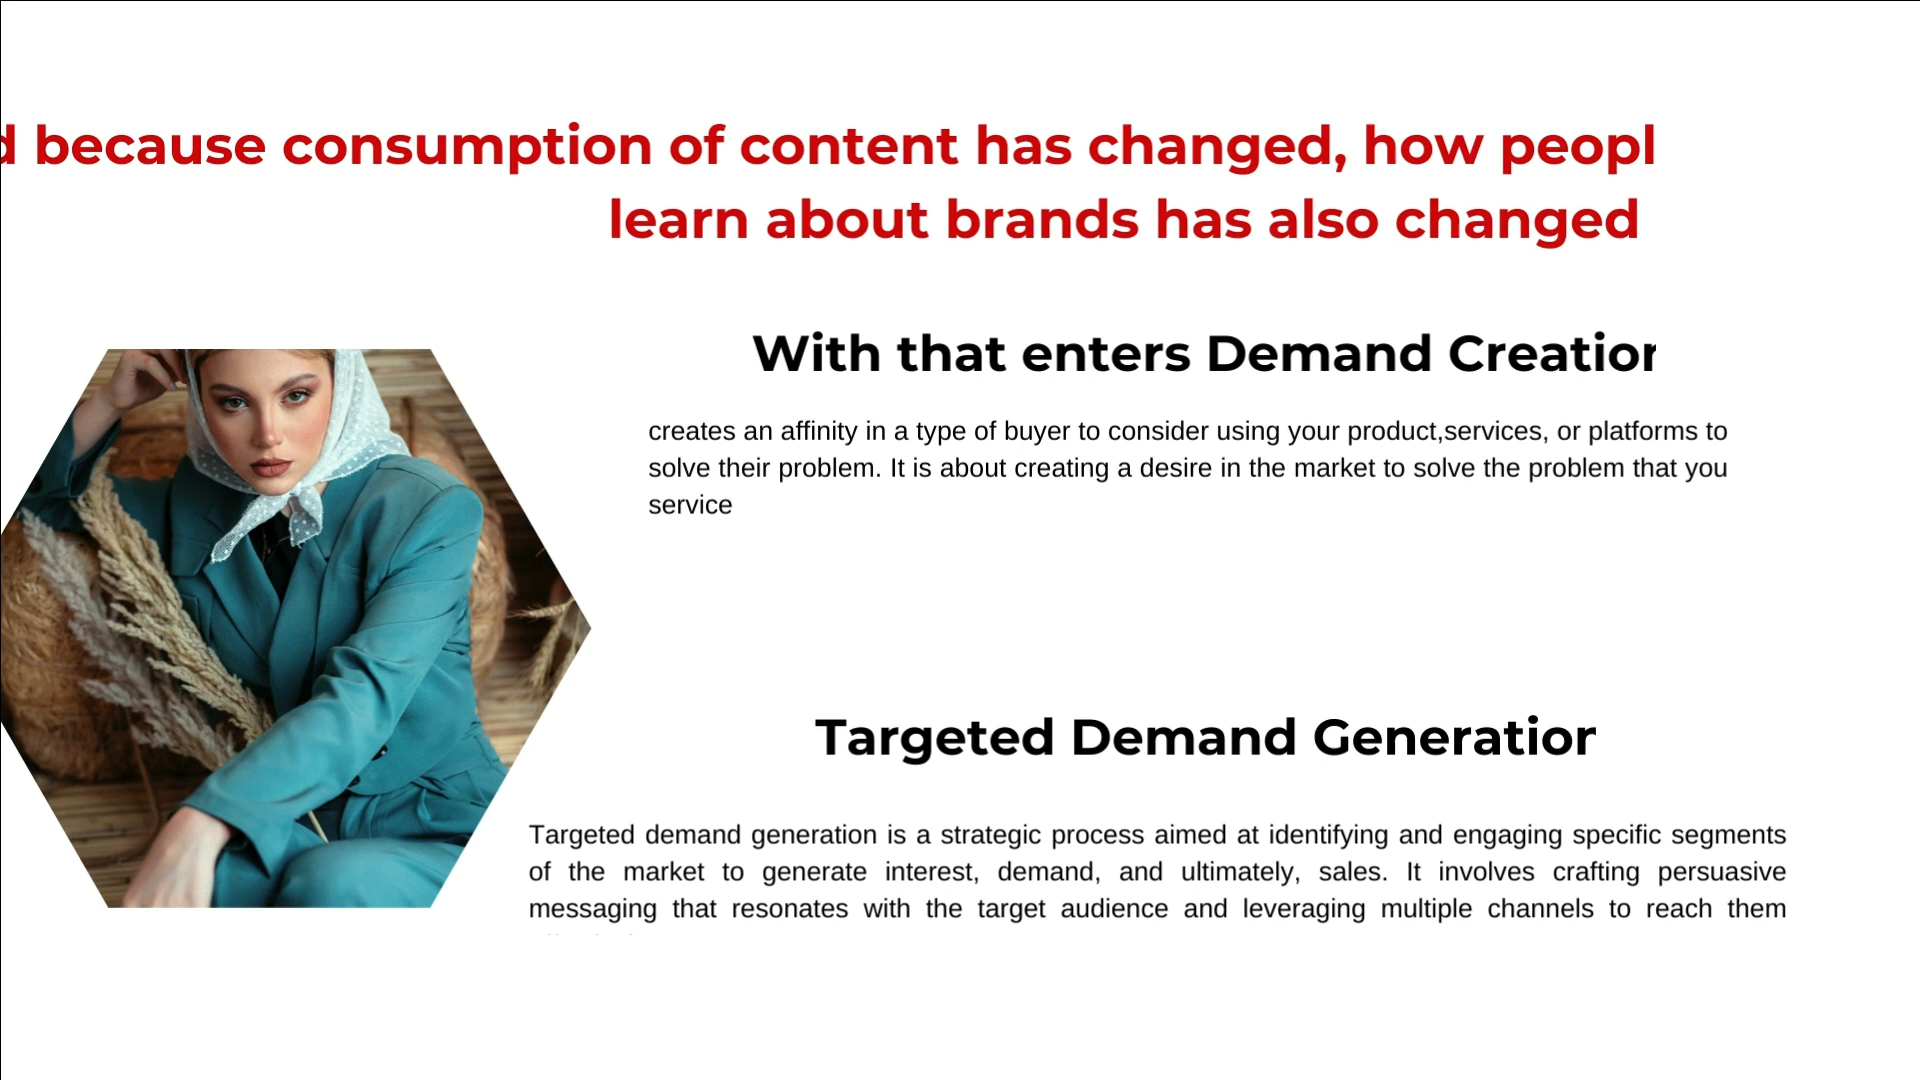 because consumption of content has changed, how peopl
learn about brands has also changed
With that enters Demand Creation
creates an affinity in a type of buyer to consider using your product,services, or platforms to
solve their problem. It is about creating a desire in the market to solve the problem that you
service
Targeted Demand Generation
Targeted demand generation is a strategic process aimed at identifying and engaging specific segments
of the market to generate interest, demand, and ultimately, sales. It involves crafting persuasive
messaging that resonates with the target audience and leveraging multiple channels to reach them